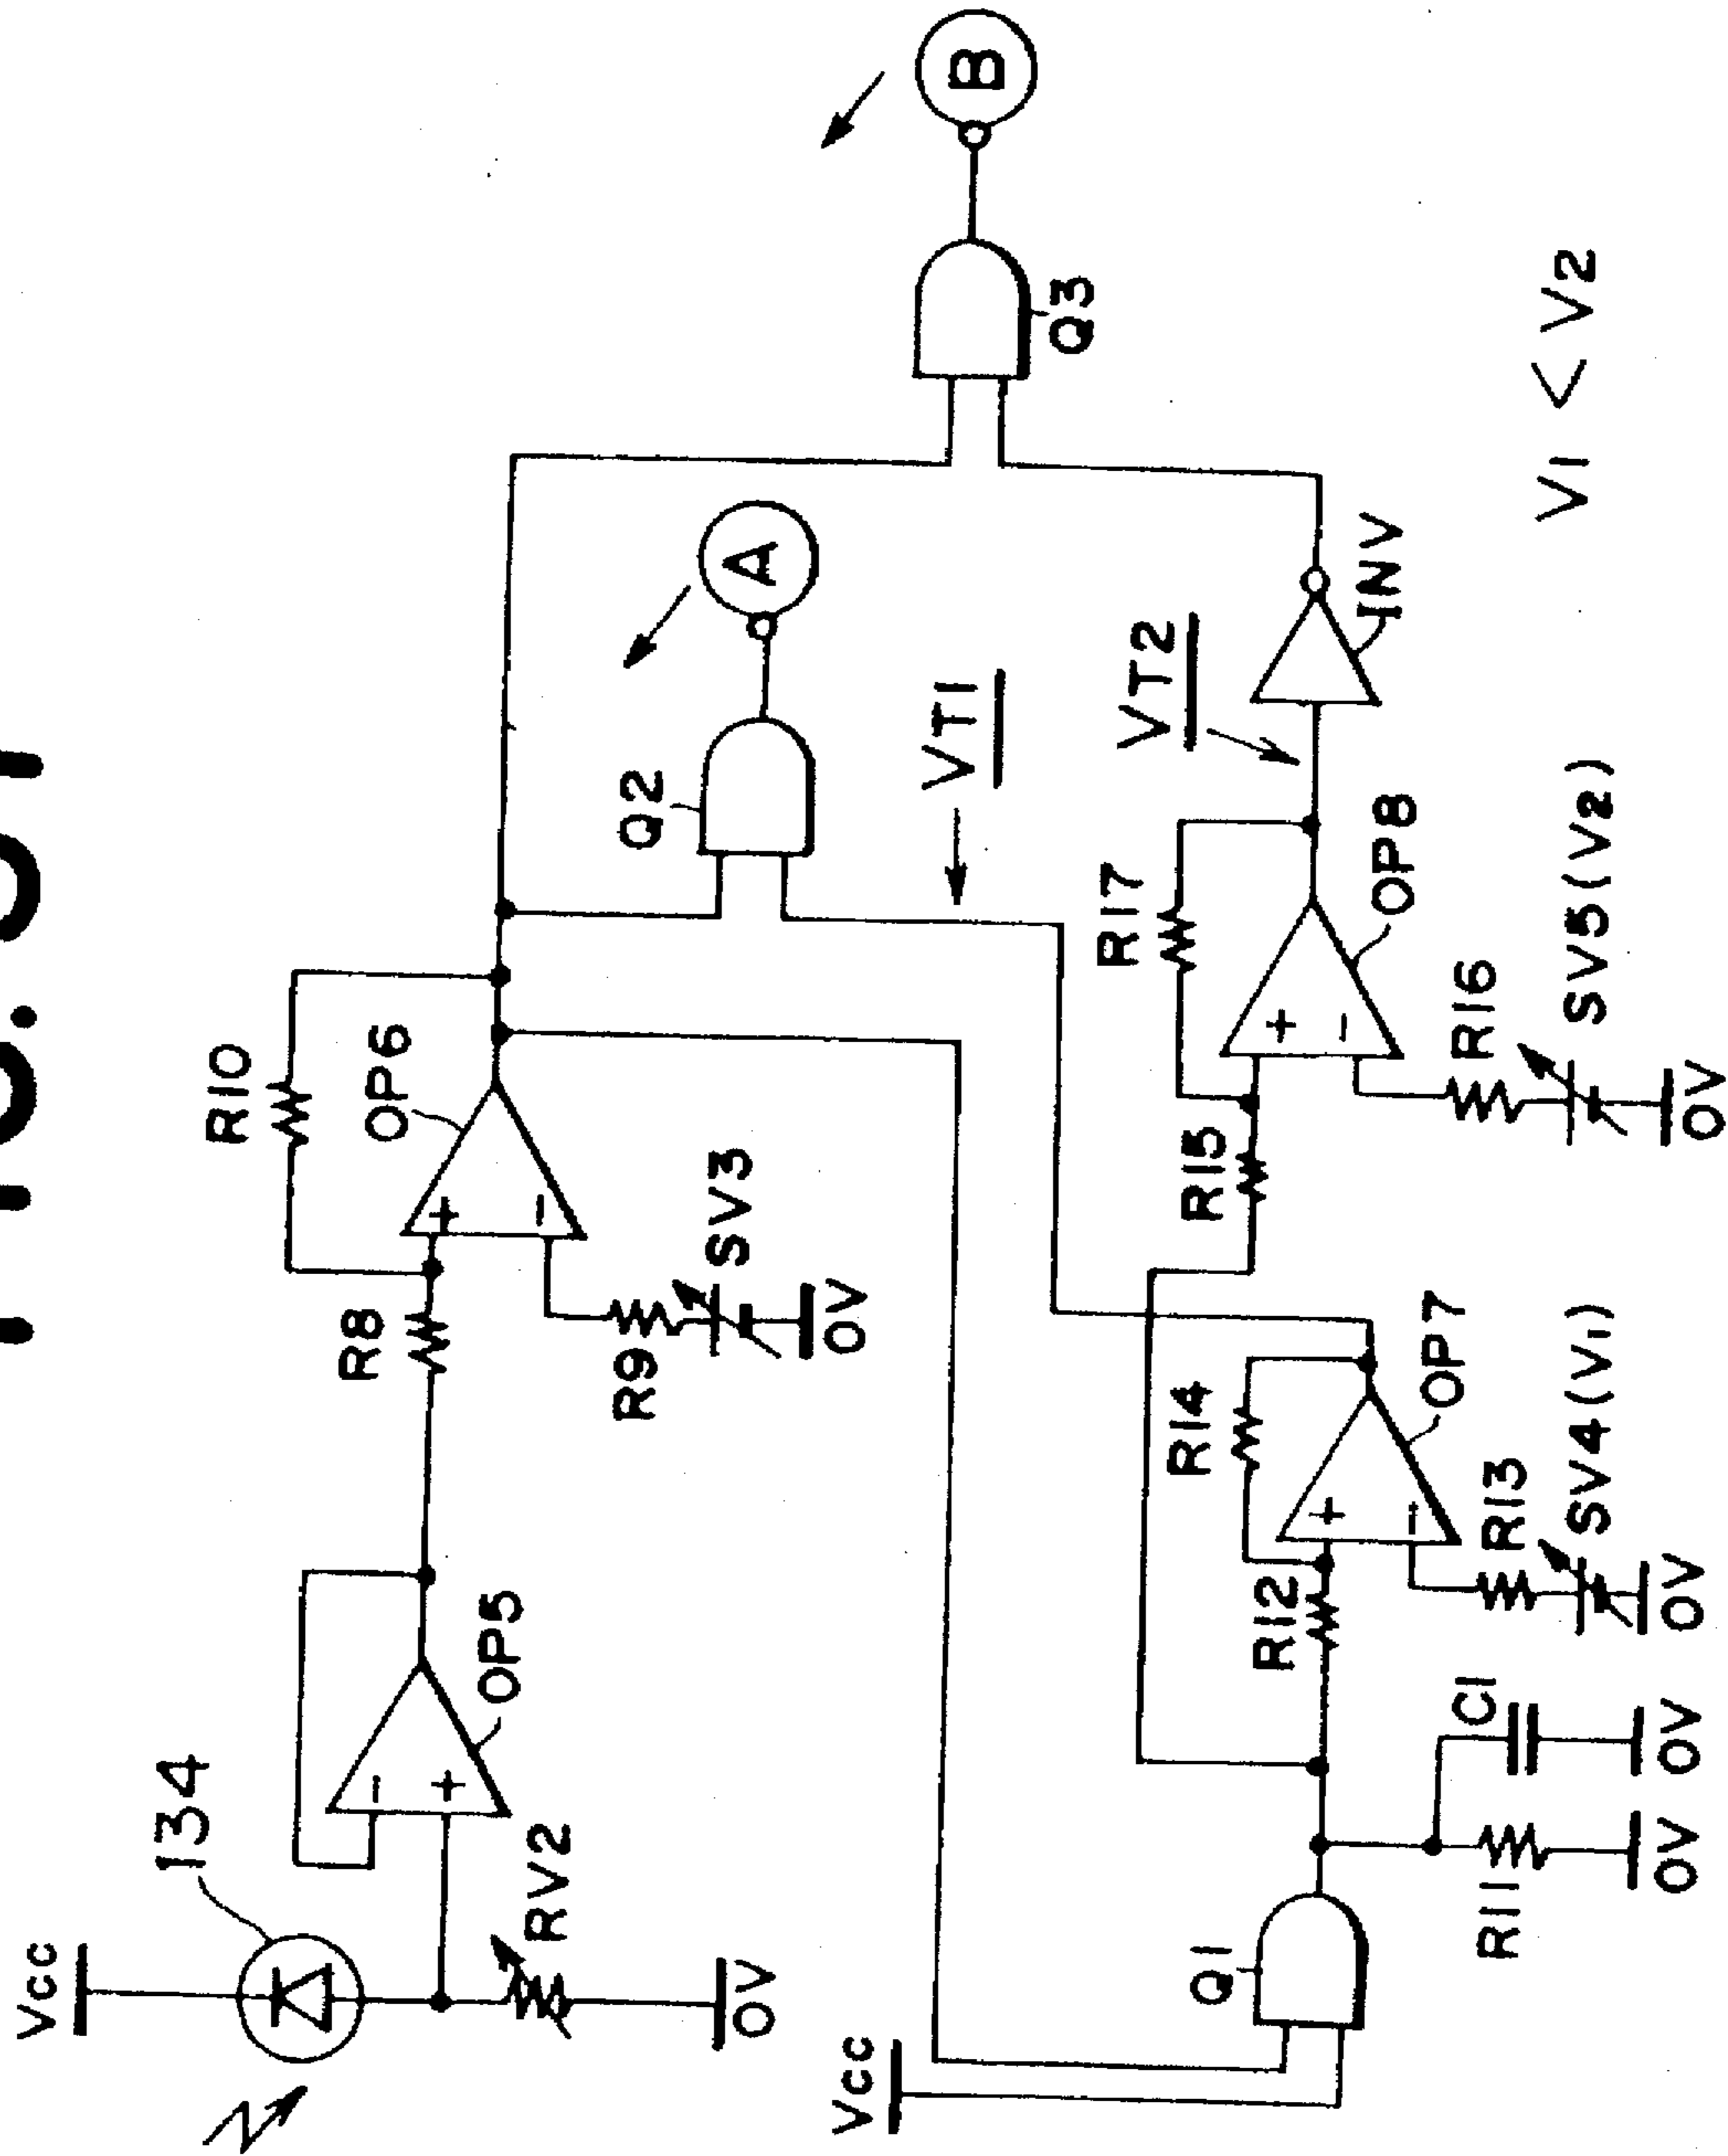 Vcc
134
RV2
0V
OP5
-
+
R8
R10
OP6
+
-
R9
SV3
0V
Q2
A
B
Q3
VT1
VT2
INV
R17
OP8
+
-
R15
R16
SV5(V2)
0V
R14
OP7
+
-
R12
R13
SV4(V1)
0V
C1
0V
R11
0V
Q1
Vcc
V1 < V2